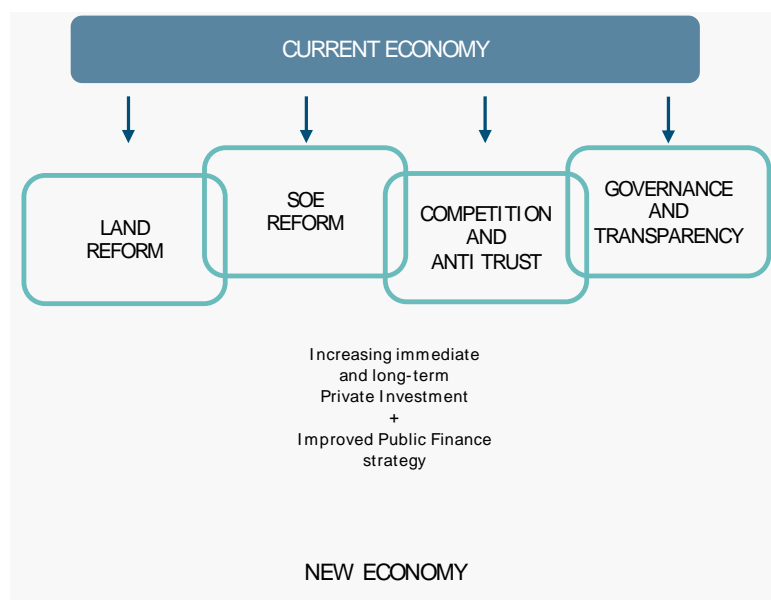 CURRENT ECONOMY
LAND
REFORM
SOE
REFORM
COMPETITION
AND
ANTI TRUST
GOVERNANCE
AND
TRANSPARENCY
Increasing immediate
and long-term
Private Investment
+
Improved Public Finance
strategy
NEW ECONOMY